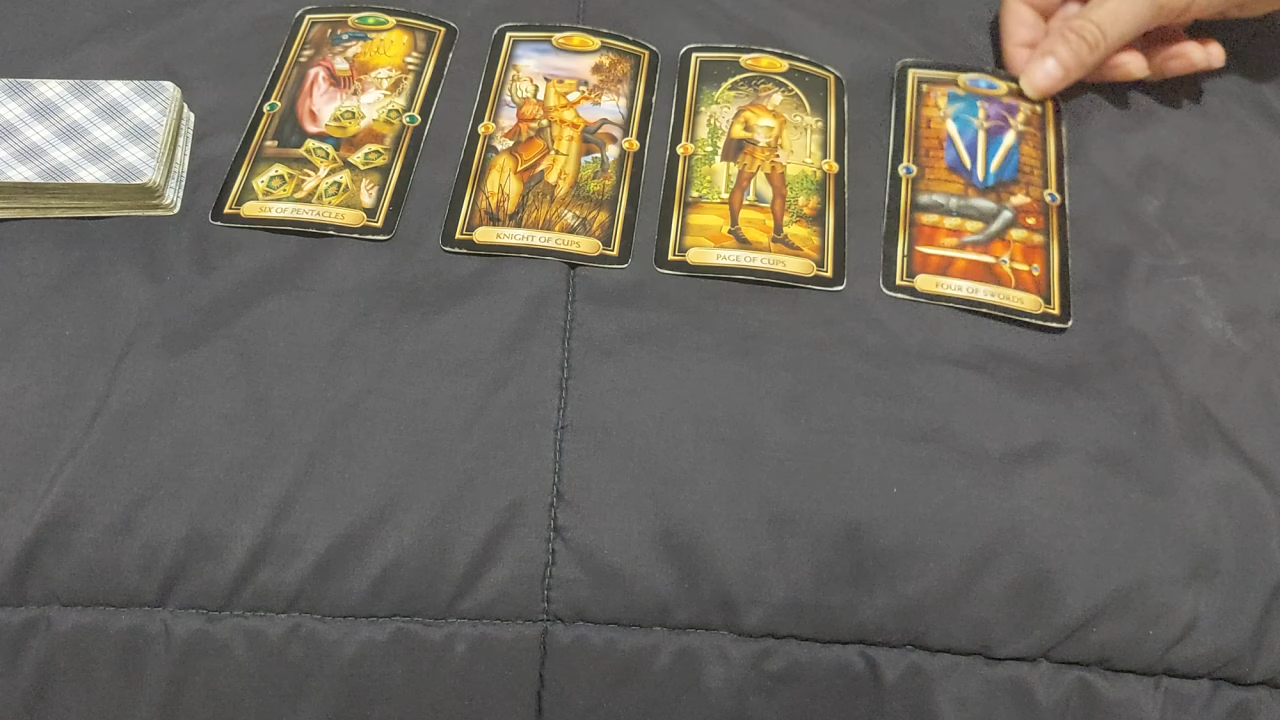 SIX OF PENTACLES
KNIGHT OF CUPS
PAGE OF CUPS
FOUR OF SWORDS